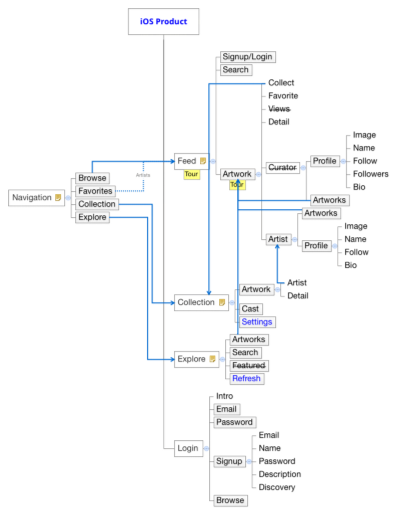 iOS Product
Signup/Login
Search
Collect
Favorite
Views
Detail
Feed
Tour
Artwork
Tour
Curator
Profile
Image
Name
Follow
Followers
Bio
Artworks
Artworks
Artist
Profile
Image
Name
Follow
Bio
Navigation
Browse
Favorites
Collection
Explore
Artists
Collection
Artwork
Artist
Detail
Cast
Settings
Explore
Artworks
Search
Featured
Refresh
Login
Intro
Email
Password
Signup
Email
Name
Password
Description
Discovery
Browse